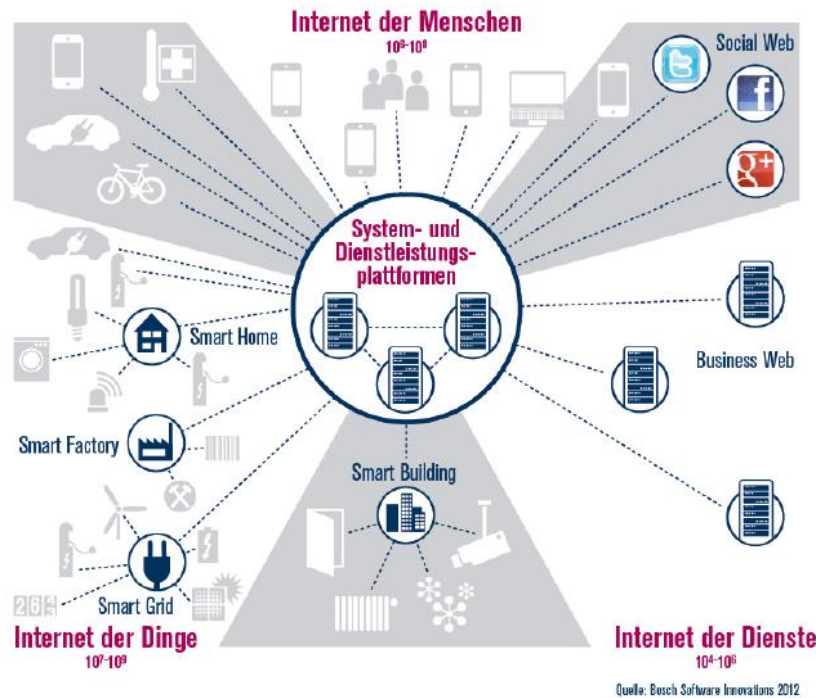 Internet der Menschen
10⁶-10⁸
Social Web
System- und
Dienstleistungs-
plattformen
Smart Home
Business Web
Smart Factory
Smart Building
Smart Grid
Internet der Dinge
10⁷-10⁹
Internet der Dienste
10⁴-10⁶
Quelle: Bosch Software Innovations 2012